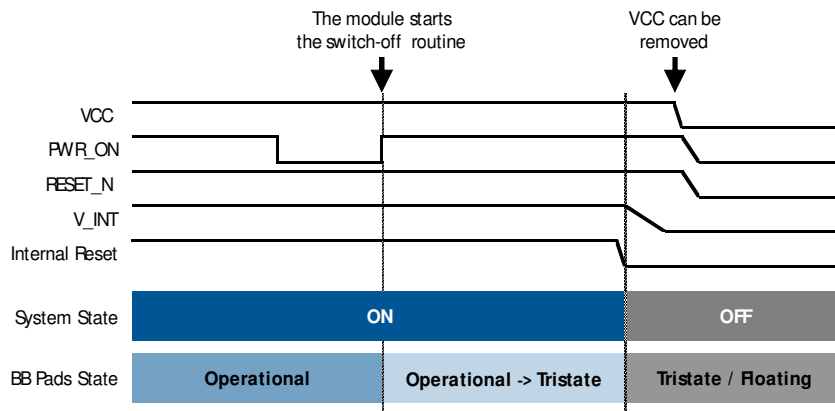 The module starts
the switch-off routine
VCC can be
removed
VCC
PWR_ON
RESET_N
V_INT
Internal Reset
System State
ON
OFF
BB Pads State
Operational
Operational -> Tristate
Tristate / Floating